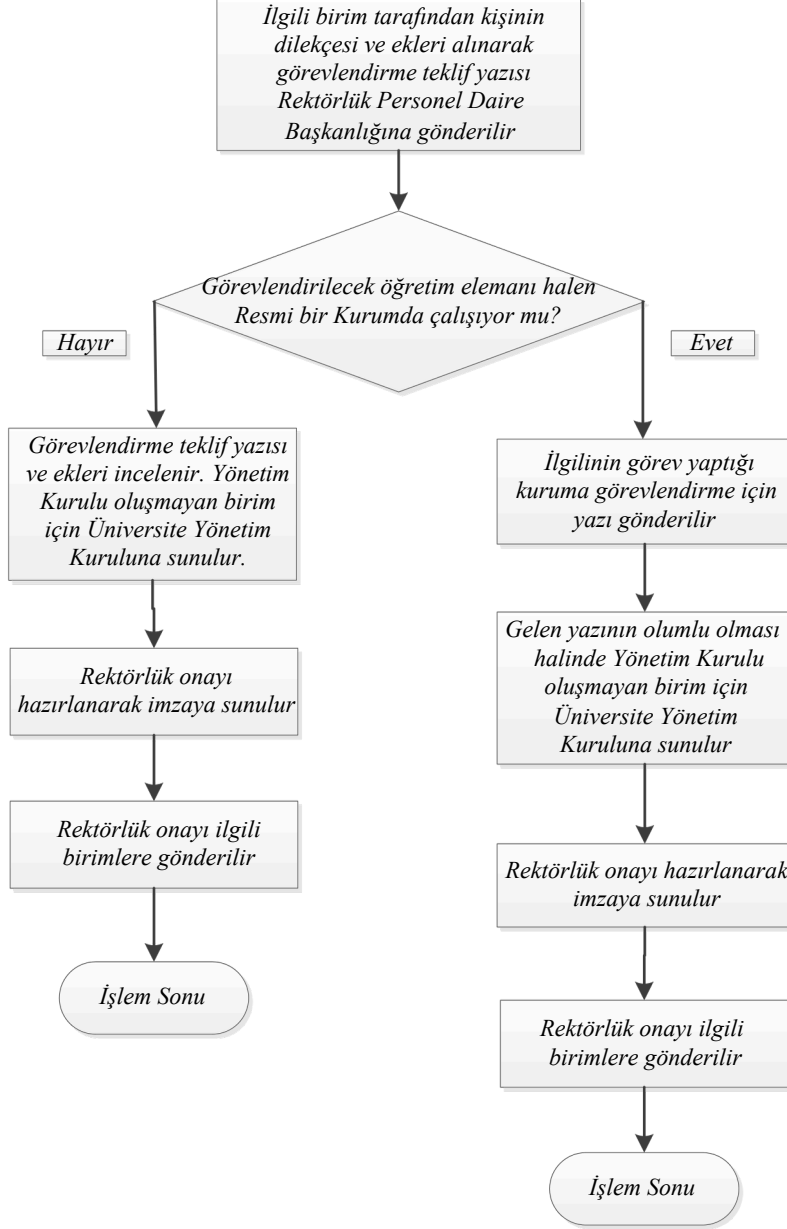 İlgili birim tarafından kişinin
dilekçesi ve ekleri alınarak
görevlendirme teklif yazısı
Rektörlük Personel Daire
Başkanlığına gönderilir
Görevlendirilecek öğretim elemanı halen
Resmi bir Kurumda çalışıyor mu?
Hayır
Evet
Görevlendirme teklif yazısı
ve ekleri incelenir. Yönetim
Kurulu oluşmayan birim
için Üniversite Yönetim
Kuruluna sunulur.
Rektörlük onayı
hazırlanarak imzaya sunulur
Rektörlük onayı ilgili
birimlere gönderilir
İşlem Sonu
İlgilinin görev yaptığı
kuruma görevlendirme için
yazı gönderilir
Gelen yazının olumlu olması
halinde Yönetim Kurulu
oluşmayan birim için
Üniversite Yönetim
Kuruluna sunulur
Rektörlük onayı hazırlanarak
imzaya sunulur
Rektörlük onayı ilgili
birimlere gönderilir
İşlem Sonu